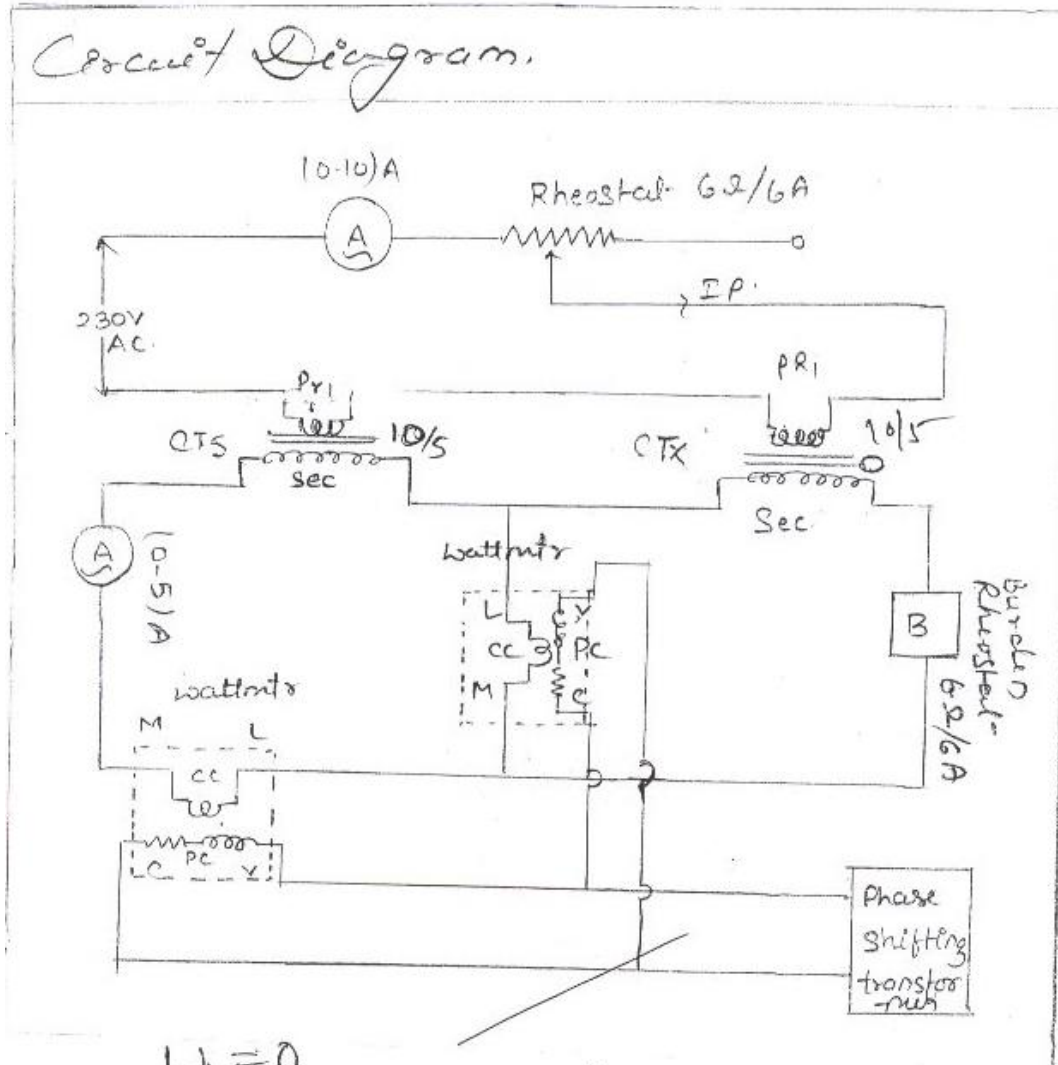 Circuit Diagram.
(0-10)A
A
Rheostat 6Ω/6A
IP.
230V
AC.
Pr1
PR1
CTS
10/5
CTX
10/5
Sec
Sec
A
(0-5)A
wattmtr
L
V
CC
PC
M
C
B
Burden
Rheostat-
6Ω/6A
wattmtr
M
L
CC
PC
C
V
Phase
Shifting
transfor
-mer